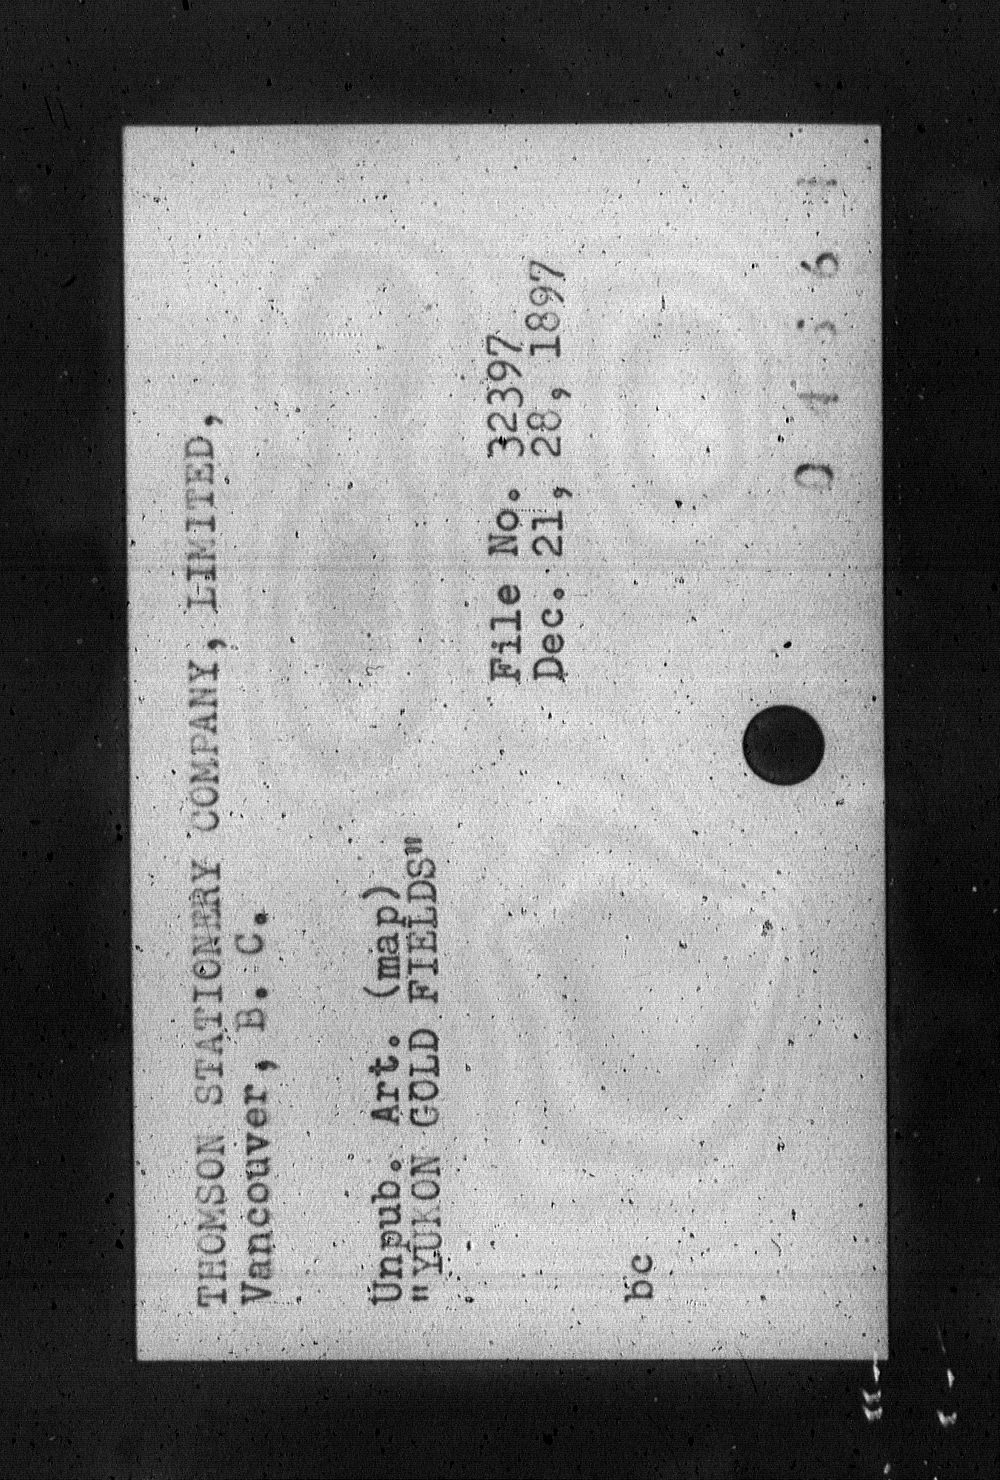 THOMSON STATIONERY COMPANY, LIMITED,
Vancouver, B. C.
Unpub. Art. (map)
"YUKON GOLD FIELDS"
File No. 32397
Dec. 21, 28, 1897
bc